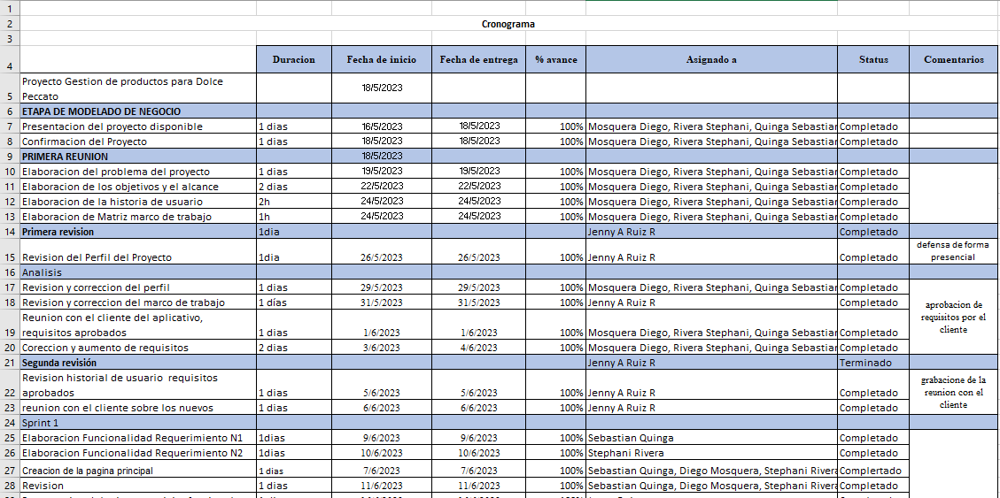 1
2 Cronograma
3
4 Duracion Fecha de inicio Fecha de entrega % avance Asignado a Status Comentarios
Proyecto Gestion de productos para Dolce
5 Peccato 18/5/2023
6 ETAPA DE MODELADO DE NEGOCIO
7 Presentacion del proyecto disponible 1 dias 16/5/2023 18/5/2023 100% Mosquera Diego, Rivera Stephani, Quinga Sebastian Completado
8 Confirmacion del Proyecto 1 dias 18/5/2023 18/5/2023 100% Mosquera Diego, Rivera Stephani, Quinga Sebastian Completado
9 PRIMERA REUNION 18/5/2023
10 Elaboracion del problema del proyecto 1 dias 19/5/2023 19/5/2023 100% Mosquera Diego, Rivera Stephani, Quinga Sebastian Completado
11 Elaboracion de los objetivos y el alcance 2 dias 22/5/2023 22/5/2023 100% Mosquera Diego, Rivera Stephani, Quinga Sebastian Completado
12 Elaboracion de la historia de usuario 2h 24/5/2023 24/5/2023 100% Mosquera Diego, Rivera Stephani, Quinga Sebastian Completado
13 Elaboracion de Matriz marco de trabajo 1h 24/5/2023 24/5/2023 100% Mosquera Diego, Rivera Stephani, Quinga Sebastian Completado
14 Primera revision 1dia Jenny A Ruiz R Completado
defensa de forma
15 Revision del Perfil del Proyecto 1dia 26/5/2023 26/5/2023 100% Jenny A Ruiz R Completado presencial
16 Analisis
17 Revision y correccion del perfil 1 dias 29/5/2023 29/5/2023 100% Mosquera Diego, Rivera Stephani, Quinga Sebastian Completado
18 Revision y correccion del marco de trabajo 1 días 31/5/2023 31/5/2023 100% Jenny A Ruiz R Completado aprobacion de
Reunion con el cliente del aplicativo, requisitos por el
19 requisitos aprobados 1 dias 1/6/2023 1/6/2023 100% Mosquera Diego, Rivera Stephani, Quinga Sebastian Completado cliente
20 Coreccion y aumento de requisitos 2 dias 3/6/2023 4/6/2023 100% Mosquera Diego, Rivera Stephani, Quinga Sebastian Completado
21 Segunda revisión Jenny A Ruiz R Terminado
Revision historial de usuario requisitos grabacione de la
22 aprobados 1 dias 5/6/2023 5/6/2023 100% Jenny A Ruiz R Completado reunion con el
23 reunion con el cliente sobre los nuevos 1 dias 6/6/2023 6/6/2023 100% Jenny A Ruiz R Completado cliente
24 Sprint 1
25 Elaboracion Funcionalidad Requerimiento N1 1dias 9/6/2023 9/6/2023 100% Sebastian Quinga Completado
26 Elaboracion Funcionalidad Requerimiento N2 1dias 10/6/2023 10/6/2023 100% Stephani Rivera Completado
27 Creacion de la pagina principal 1 dias 7/6/2023 7/6/2023 100% Sebastian Quinga, Diego Mosquera, Stephani Rivera Complertado
28 Revision 1 dias 11/6/2023 11/6/2023 100% Sebastian Quinga, Diego Mosquera, Stephani Rivera Completado